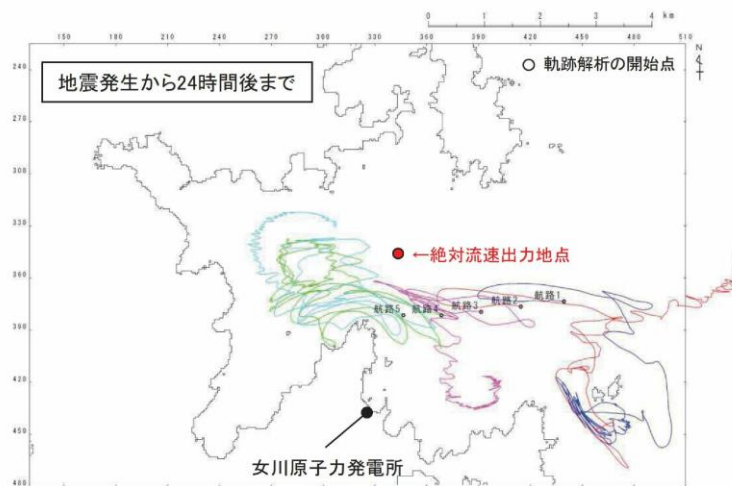 0 1 2 3 4 km
130 180 210 240 270 300 330 360 390 420 450 480 510
N
地震発生から24時間後まで
軌跡解析の開始点
240
270
300
330
360
390
420
450
480
←絶対流速出力地点
航路5 航路4 航路3 航路2 航路1
女川原子力発電所